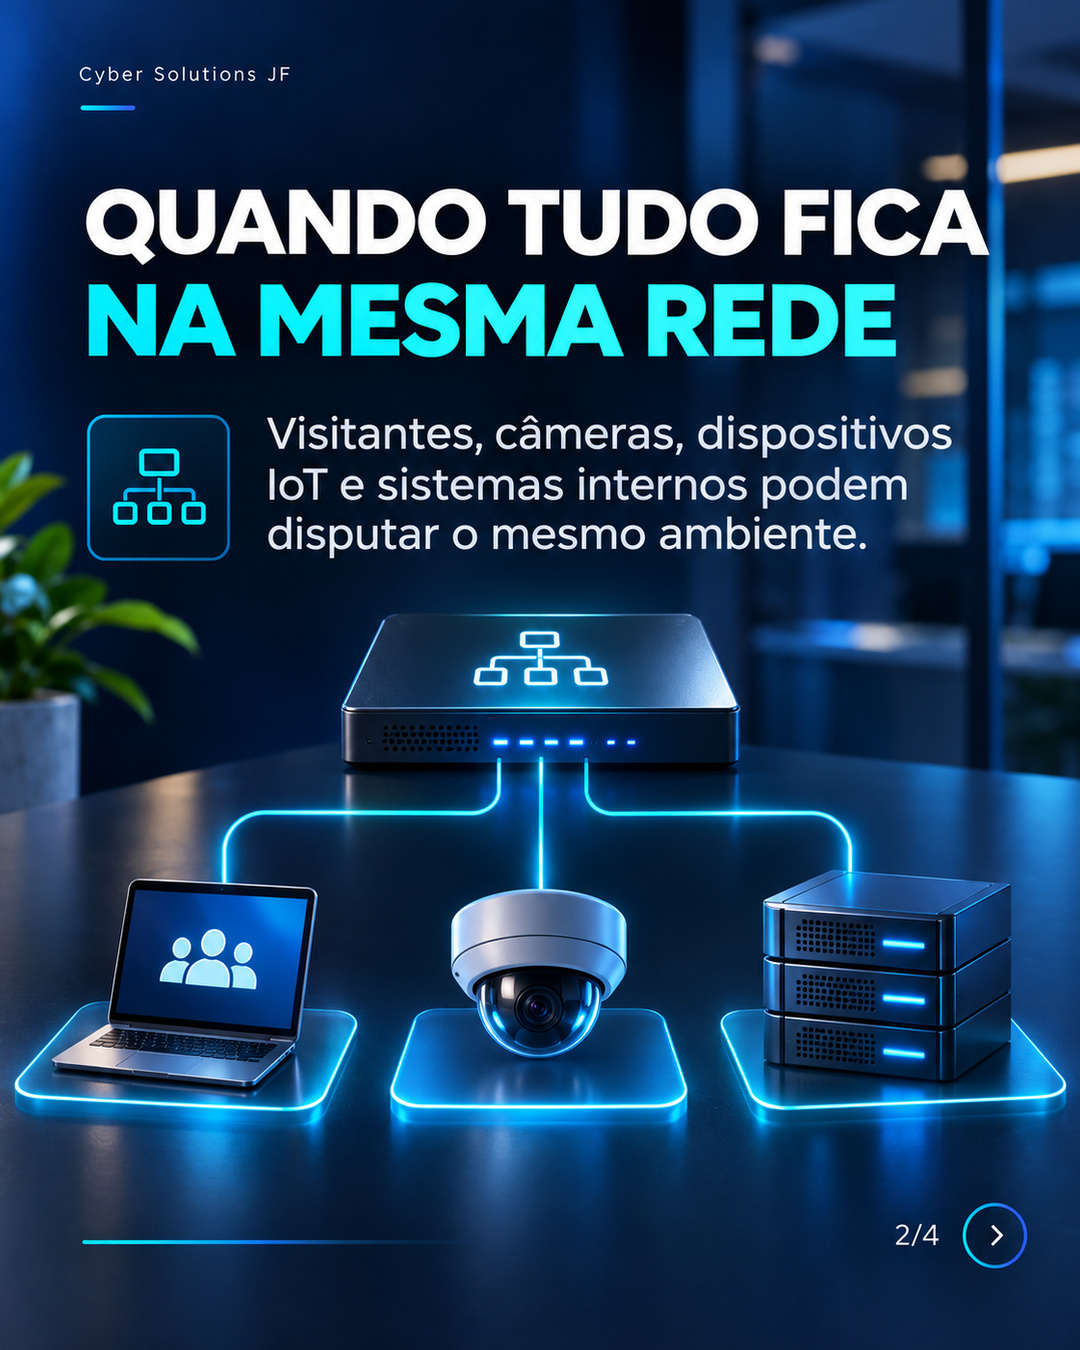 Cyber Solutions JF
QUANDO TUDO FICA
NA MESMA REDE
Visitantes, câmeras, dispositivos
IoT e sistemas internos podem
disputar o mesmo ambiente.
2/4